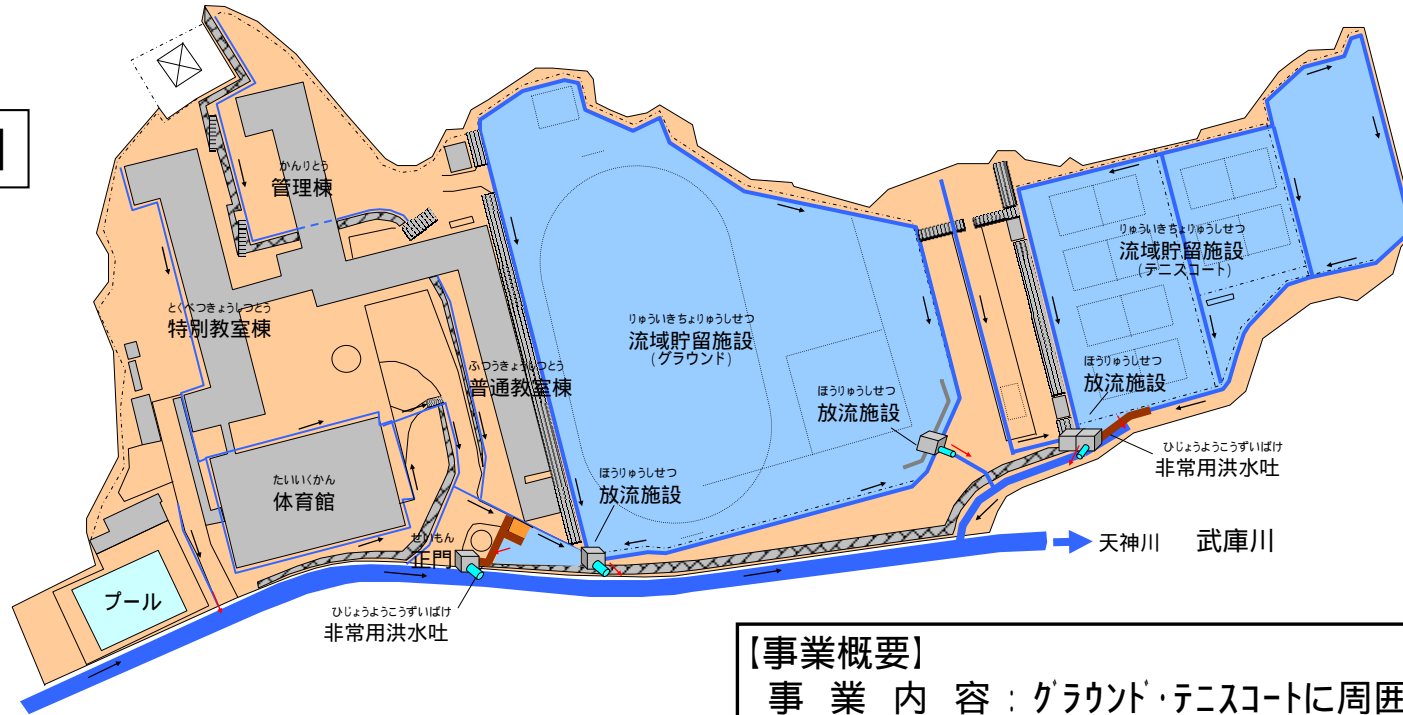 かんりとう
管理棟
とくべつきょうしつとう
特別教室棟
りゅういきちょりゅうしせつ
流域貯留施設
(グラウンド)
りゅういきちょりゅうしせつ
流域貯留施設
(テニスコート)
ふつうきょうしつとう
普通教室棟
ほうりゅうしせつ
放流施設
ほうりゅうしせつ
放流施設
ひじょうようこうずいばけ
非常用洪水吐
たいいくかん
体育館
ほうりゅうしせつ
放流施設
せいもん
正門
天神川 武庫川
プール
ひじょうようこうずいばけ
非常用洪水吐
【事業概要】
事 業 内 容 : グラウンド・テニスコートに周囲